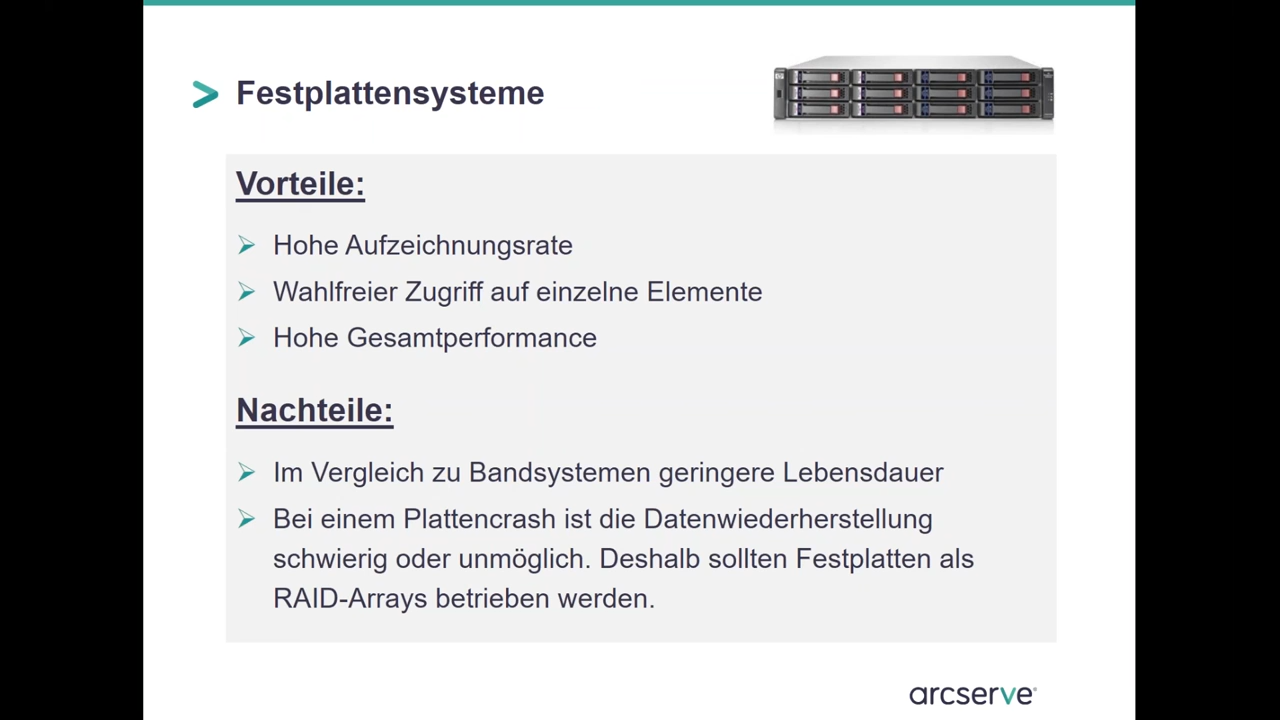 Festplattensysteme
Vorteile:
Hohe Aufzeichnungsrate
Wahlfreier Zugriff auf einzelne Elemente
Hohe Gesamtperformance
Nachteile:
Im Vergleich zu Bandsystemen geringere Lebensdauer
Bei einem Plattencrash ist die Datenwiederherstellung
schwierig oder unmöglich. Deshalb sollten Festplatten als
RAID-Arrays betrieben werden.
arcserve®